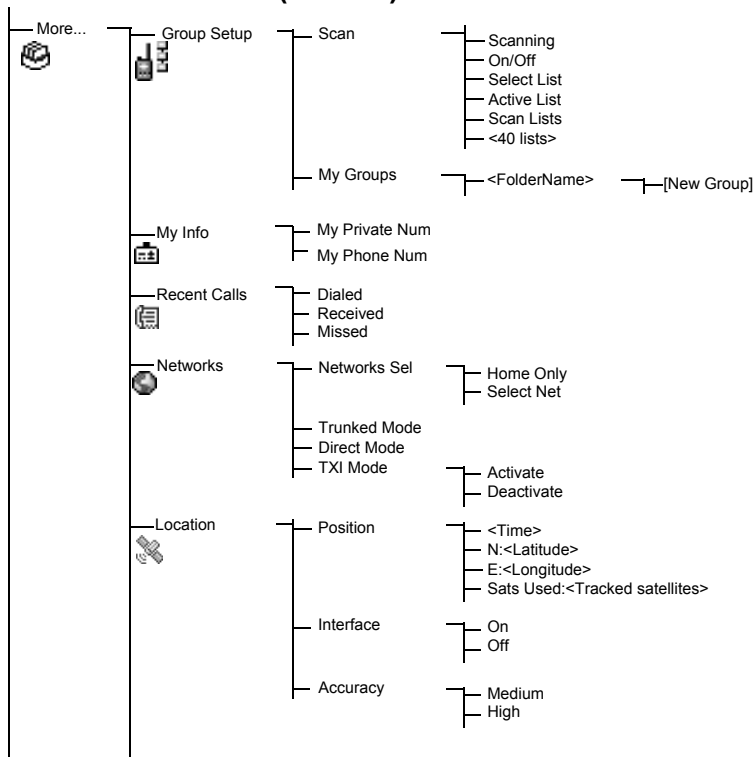 More...
Group Setup
Scan
Scanning
On/Off
Select List
Active List
Scan Lists
<40 lists>
My Groups
<FolderName>
[New Group]
My Info
My Private Num
My Phone Num
Recent Calls
Dialed
Received
Missed
Networks
Networks Sel
Home Only
Select Net
Trunked Mode
Direct Mode
TXI Mode
Activate
Deactivate
Location
Position
<Time>
N:<Latitude>
E:<Longitude>
Sats Used:<Tracked satellites>
Interface
On
Off
Accuracy
Medium
High